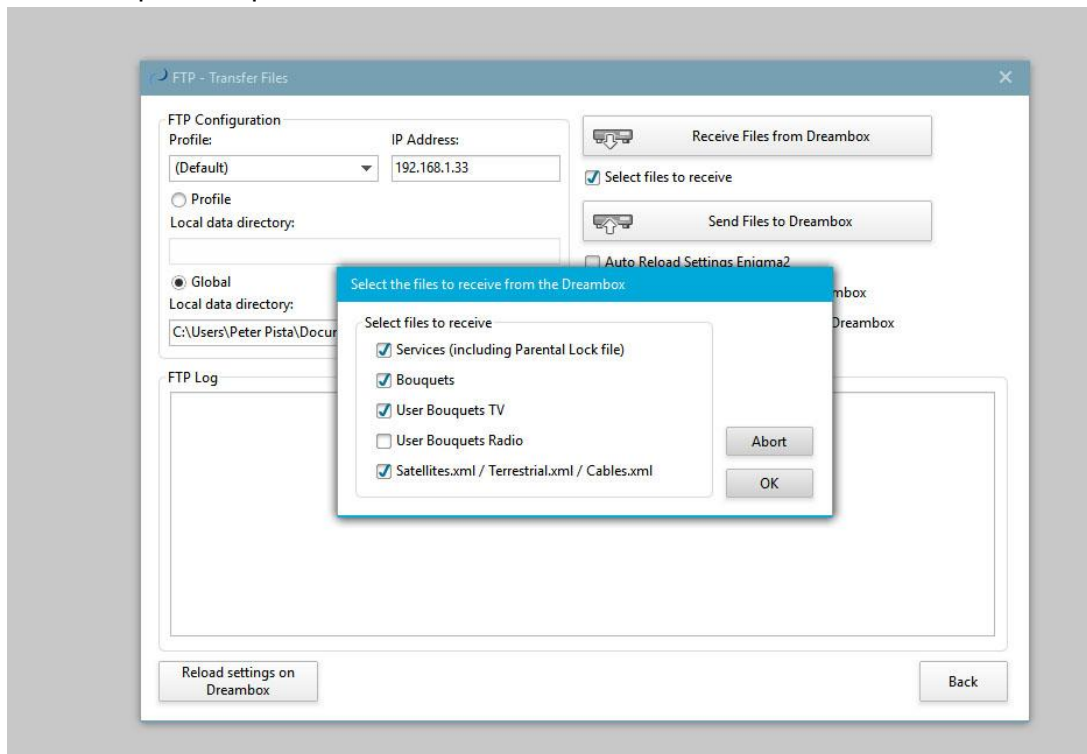 FTP - Transfer Files
FTP Configuration
Profile:
IP Address:
(Default)
192.168.1.33
Profile
Local data directory:
Global
Local data directory:
C:\Users\Peter Pista\Docur
Receive Files from Dreambox
Select files to receive
Send Files to Dreambox
Auto Reload Settings Enigma2
mbox
Dreambox
Select the files to receive from the Dreambox
Select files to receive
Services (including Parental Lock file)
Bouquets
User Bouquets TV
User Bouquets Radio
Satellites.xml / Terrestrial.xml / Cables.xml
Abort
OK
FTP Log
Reload settings on
Dreambox
Back